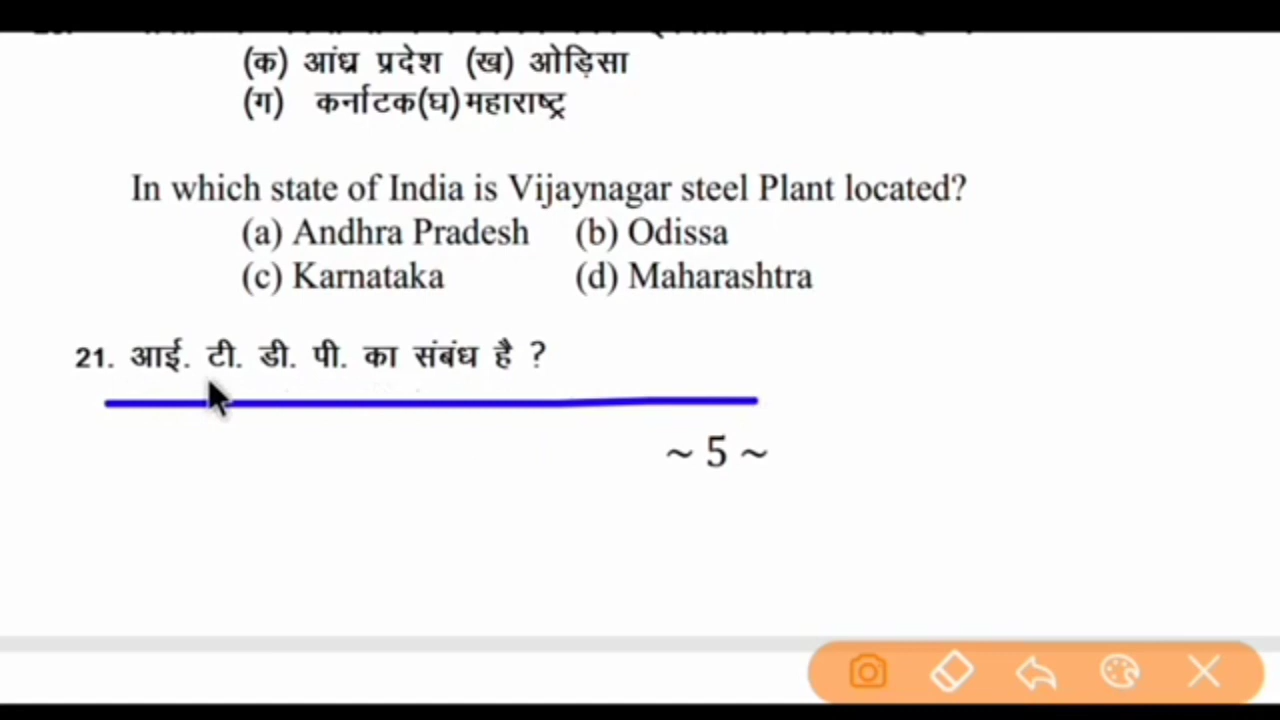 (क) आंध्र प्रदेश (ख) ओड़िसा
(ग) कर्नाटक(घ)महाराष्ट्र
In which state of India is Vijaynagar steel Plant located?
(a) Andhra Pradesh (b) Odissa
(c) Karnataka (d) Maharashtra
21. आई. टी. डी. पी. का संबंध है ?
~ 5 ~